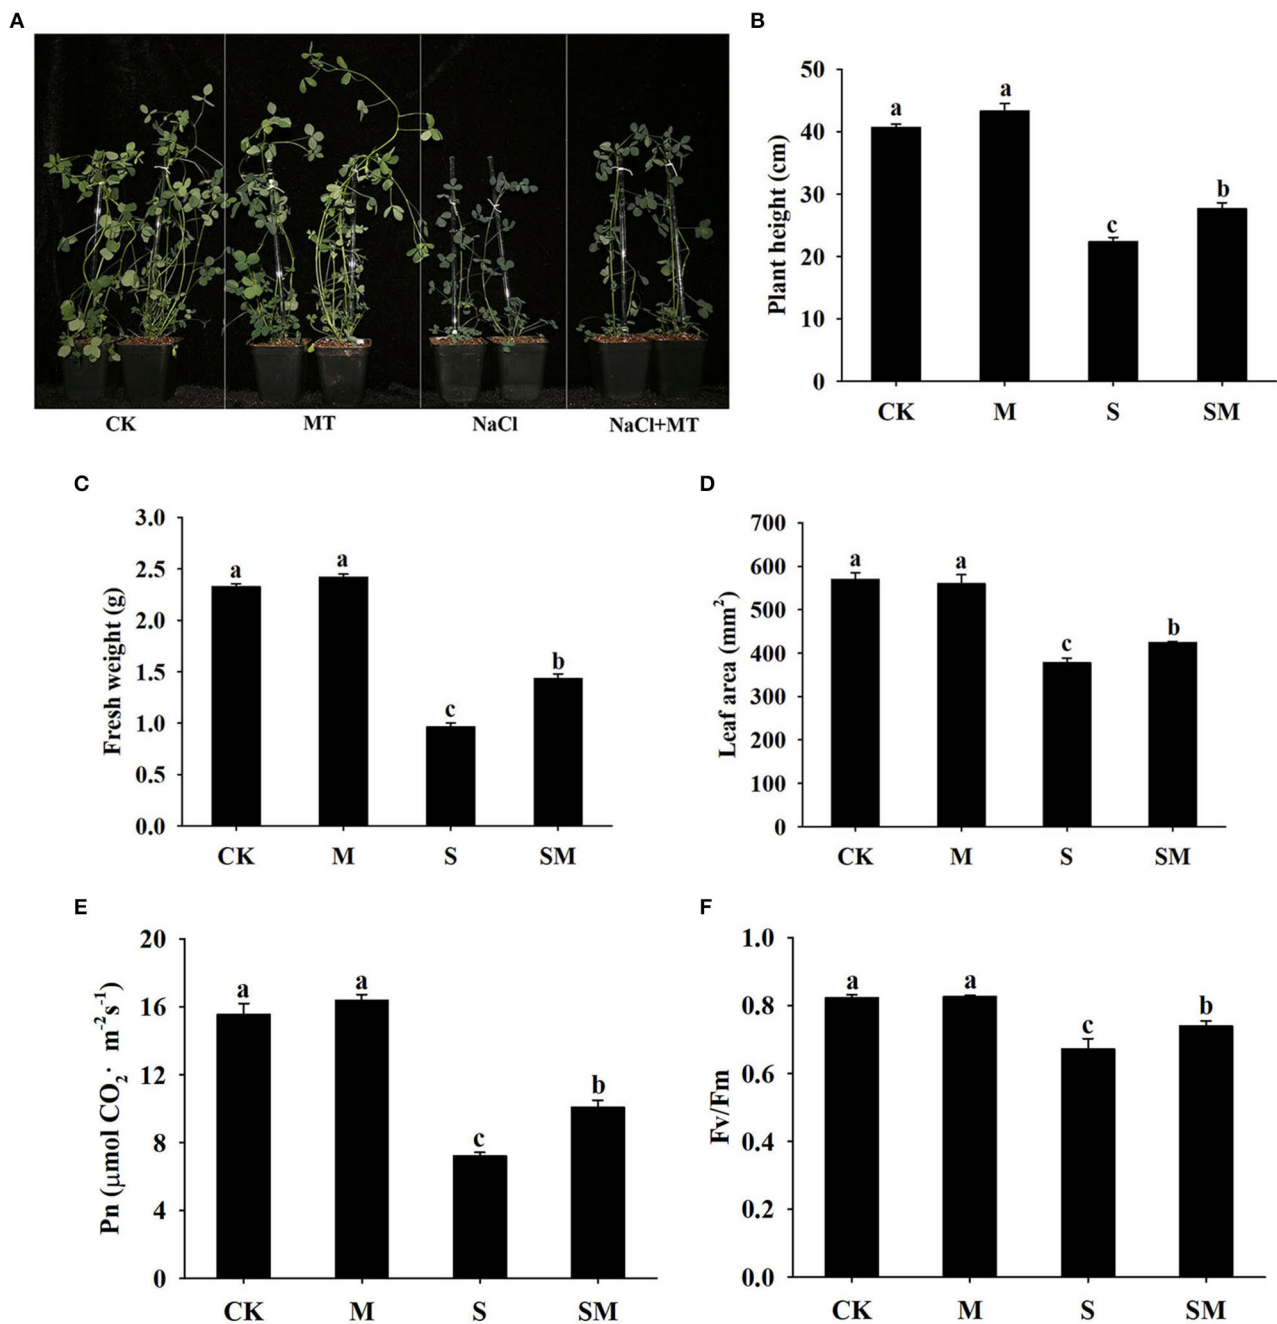 A
CK MT NaCl NaCl+MT
B
Plant height (cm)
50
40
30
20
10
0
a a c b
CK M S SM
C
Fresh weight (g)
3.0
2.5
2.0
1.5
1.0
0.5
0.0
a a c b
CK M S SM
D
Leaf area (mm²)
700
600
500
400
300
200
100
0
a a c b
CK M S SM
E
Pn (μmol CO₂· m⁻²s⁻¹)
20
16
12
8
4
0
a a c b
CK M S SM
F
Fv/Fm
1.0
0.8
0.6
0.4
0.2
0.0
a a c b
CK M S SM